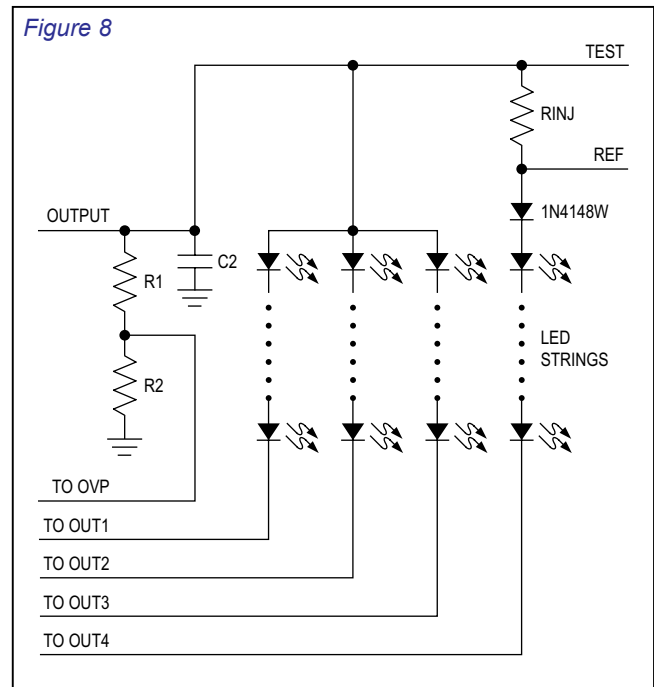 Figure 8
TEST
RINJ
REF
1N4148W
OUTPUT
C2
R1
LED
STRINGS
R2
TO OVP
TO OUT1
TO OUT2
TO OUT3
TO OUT4